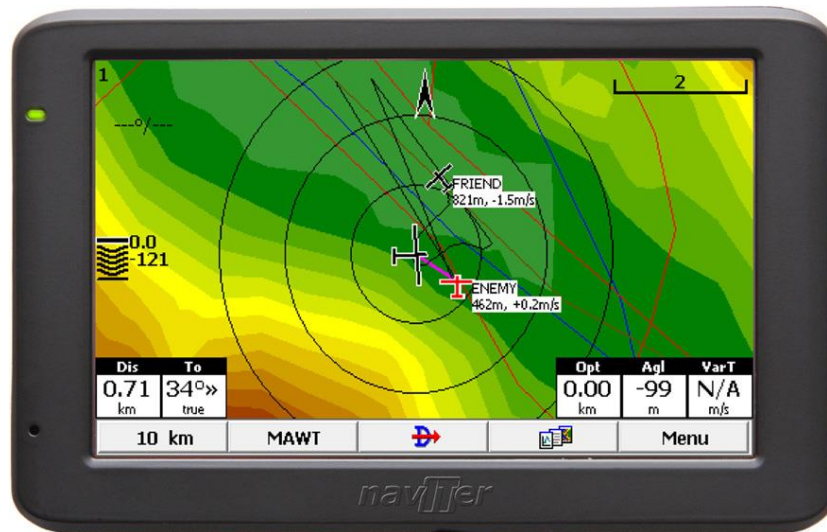 1
2
---°/---
FRIEND
821m, -1.5m/s
0.0
-121
ENEMY
462m, +0.2m/s
Dis To
0.71 34°»
km true
Opt Agl VarT
0.00 -99 N/A
km m m/s
10 km MAWT Menu
naviter